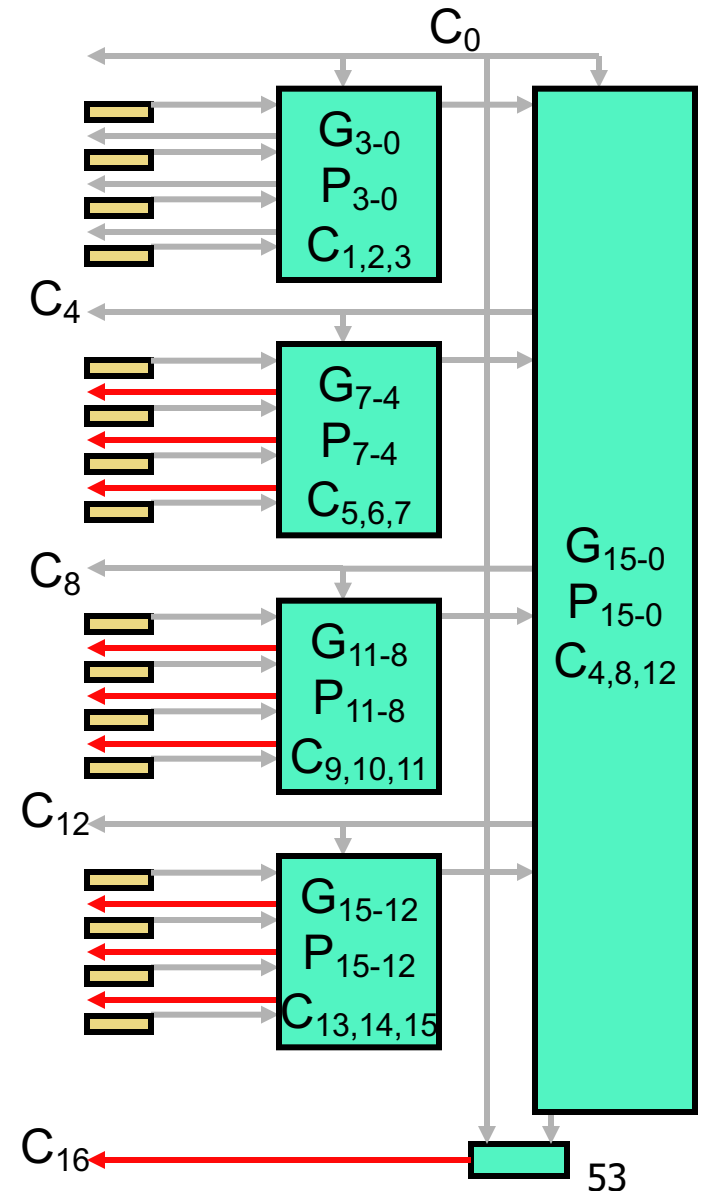 C₀
G₃₋₀
P₃₋₀
C₁,₂,₃
C₄
G₇₋₄
P₇₋₄
C₅,₆,₇
C₈
G₁₁₋₈
P₁₁₋₈
C₉,₁₀,₁₁
G₁₅₋₀
P₁₅₋₀
C₄,₈,₁₂
C₁₂
G₁₅₋₁₂
P₁₅₋₁₂
C₁₃,₁₄,₁₅
C₁₆
53